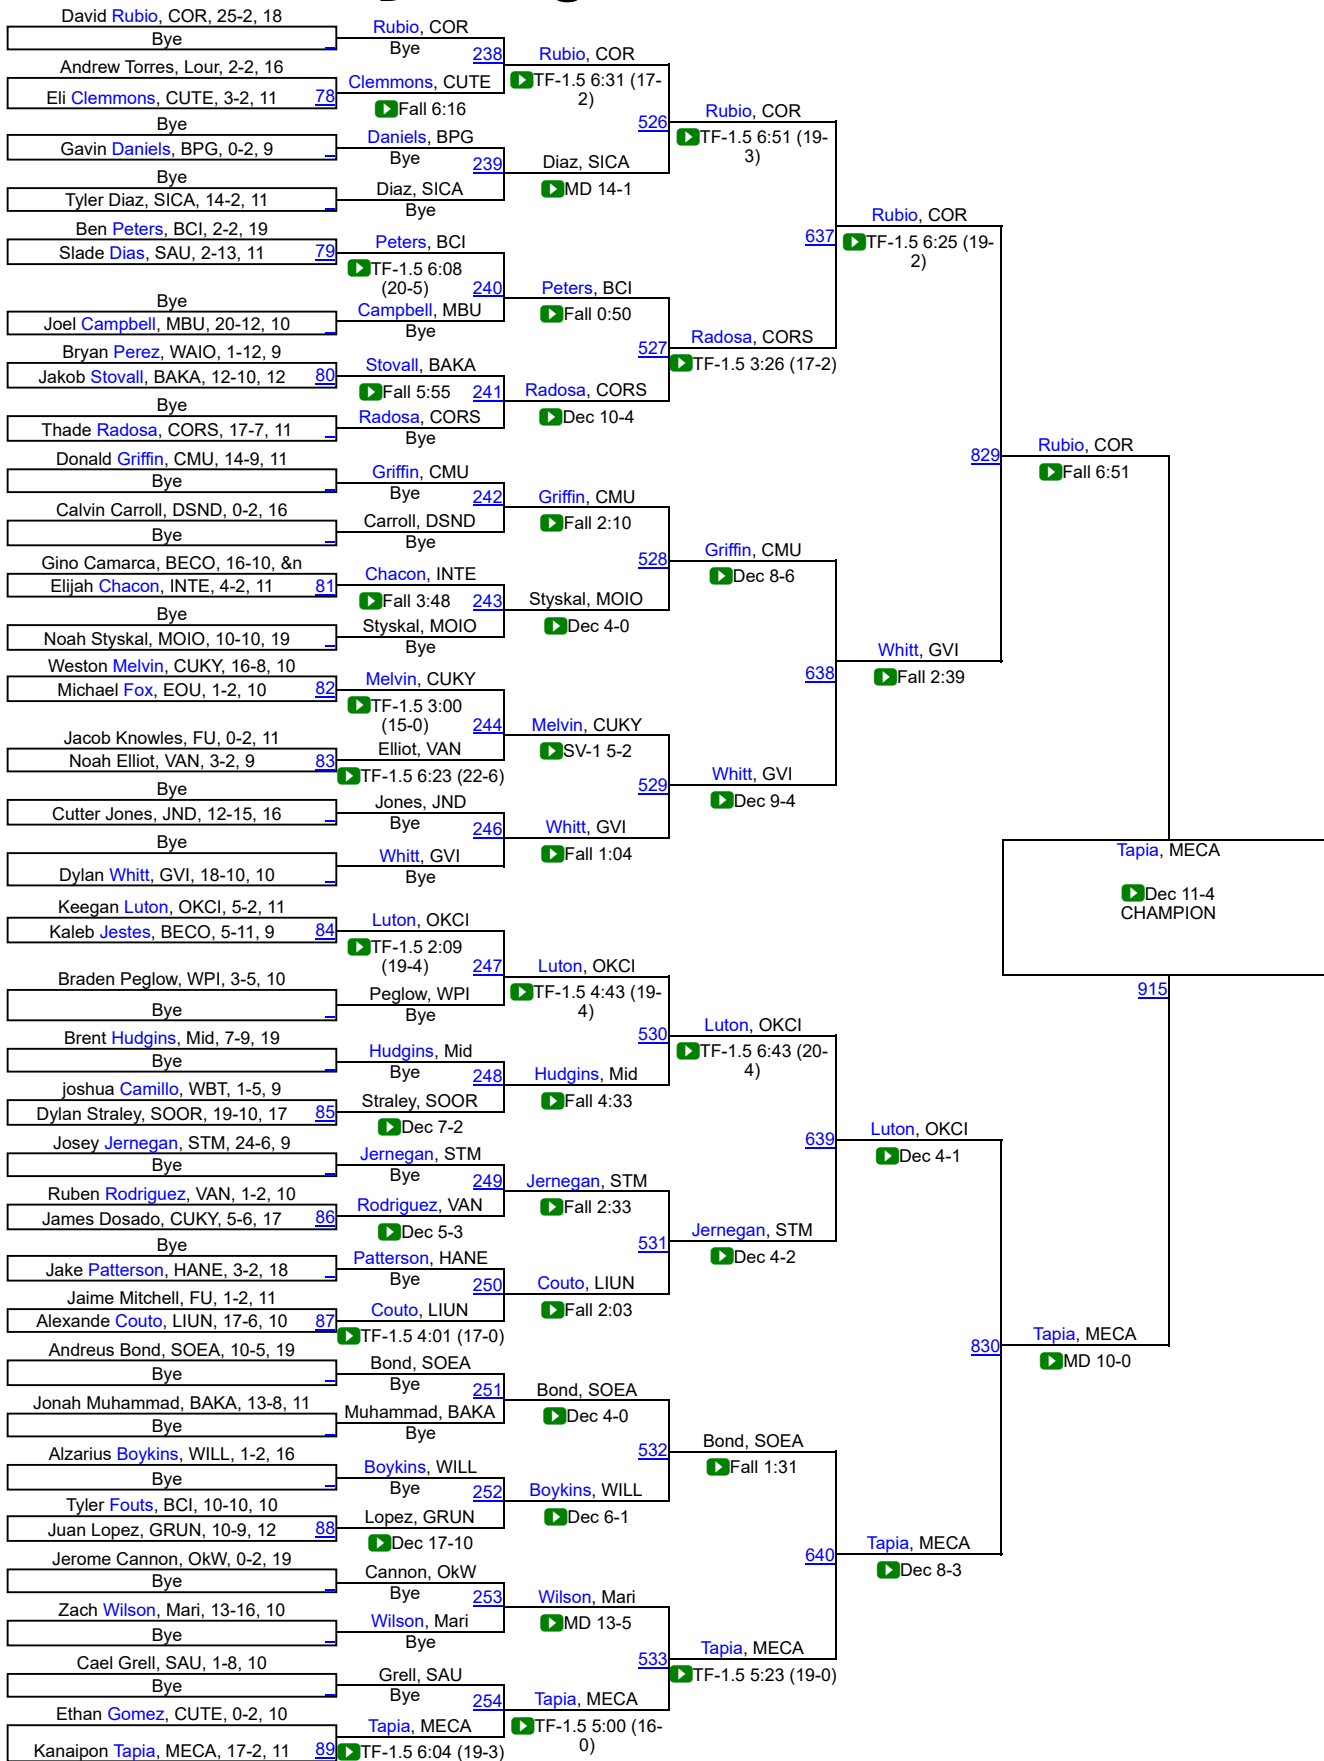 David Rubio, COR, 25-2, 18
Bye
Andrew Torres, Lour, 2-2, 16
Eli Clemmons, CUTE, 3-2, 11 78
Bye
Gavin Daniels, BPG, 0-2, 9
Bye
Tyler Diaz, SICA, 14-2, 11
Ben Peters, BCI, 2-2, 19
Slade Dias, SAU, 2-13, 11 79
Bye
Joel Campbell, MBU, 20-12, 10
Bryan Perez, WAIO, 1-12, 9
Jakob Stovall, BAKA, 12-10, 12 80
Bye
Thade Radosa, CORS, 17-7, 11
Donald Griffin, CMU, 14-9, 11
Bye
Calvin Carroll, DSND, 0-2, 16
Bye
Gino Camarca, BECO, 16-10, &n
Elijah Chacon, INTE, 4-2, 11 81
Bye
Noah Styskal, MOIO, 10-10, 19
Weston Melvin, CUKY, 16-8, 10
Michael Fox, EOU, 1-2, 10 82
Jacob Knowles, FU, 0-2, 11
Noah Elliot, VAN, 3-2, 9 83
Bye
Cutter Jones, JND, 12-15, 16
Bye
Dylan Whitt, GVI, 18-10, 10
Keegan Luton, OKCI, 5-2, 11
Kaleb Jestes, BECO, 5-11, 9 84
Braden Peglow, WPI, 3-5, 10
Bye
Brent Hudgins, Mid, 7-9, 19
Bye
joshua Camillo, WBT, 1-5, 9
Dylan Straley, SOOR, 19-10, 17 85
Josey Jernegan, STM, 24-6, 9
Bye
Ruben Rodriguez, VAN, 1-2, 10
James Dosado, CUKY, 5-6, 17 86
Bye
Jake Patterson, HANE, 3-2, 18
Jaime Mitchell, FU, 1-2, 11
Alexande Couto, LIUN, 17-6, 10 87
Andreus Bond, SOEA, 10-5, 19
Bye
Jonah Muhammad, BAKA, 13-8, 11
Bye
Alzarius Boykins, WILL, 1-2, 16
Bye
Tyler Fouts, BCI, 10-10, 10
Juan Lopez, GRUN, 10-9, 12 88
Jerome Cannon, OkW, 0-2, 19
Bye
Zach Wilson, Mari, 13-16, 10
Bye
Cael Grell, SAU, 1-8, 10
Bye
Ethan Gomez, CUTE, 0-2, 10
Kanaipon Tapia, MECA, 17-2, 11 89
Rubio, COR
Bye 238
Clemmons, CUTE
Fall 6:16
Daniels, BPG
Bye 239
Diaz, SICA
Bye
Peters, BCI
TF-1.5 6:08
(20-5) 240
Campbell, MBU
Bye
Stovall, BAKA
Fall 5:55 241
Radosa, CORS
Bye
Griffin, CMU
Bye 242
Carroll, DSND
Bye
Chacon, INTE
Fall 3:48 243
Styskal, MOIO
Bye
Melvin, CUKY
TF-1.5 3:00
(15-0) 244
Elliot, VAN
TF-1.5 6:23 (22-6)
Jones, JND
Bye 246
Whitt, GVI
Bye
Luton, OKCI
TF-1.5 2:09
(19-4) 247
Peglow, WPI
Bye
Hudgins, Mid
Bye 248
Straley, SOOR
Dec 7-2
Jernegan, STM
Bye 249
Rodriguez, VAN
Dec 5-3
Patterson, HANE
Bye 250
Couto, LIUN
TF-1.5 4:01 (17-0)
Bond, SOEA
Bye 251
Muhammad, BAKA
Bye
Boykins, WILL
Bye 252
Lopez, GRUN
Dec 17-10
Cannon, OkW
Bye 253
Wilson, Mari
Bye
Grell, SAU
Bye 254
Tapia, MECA
TF-1.5 6:04 (19-3)
Rubio, COR
TF-1.5 6:31 (17-
2)
526
Diaz, SICA
MD 14-1
Peters, BCI
Fall 0:50
527
Radosa, CORS
Dec 10-4
Griffin, CMU
Fall 2:10
528
Styskal, MOIO
Dec 4-0
Melvin, CUKY
SV-1 5-2
529
Whitt, GVI
Fall 1:04
Luton, OKCI
TF-1.5 4:43 (19-
4)
530
Hudgins, Mid
Fall 4:33
Jernegan, STM
Fall 2:33
531
Couto, LIUN
Fall 2:03
Bond, SOEA
Dec 4-0
532
Boykins, WILL
Dec 6-1
Wilson, Mari
MD 13-5
533
Tapia, MECA
TF-1.5 5:00 (16-
0)
Rubio, COR
TF-1.5 6:51 (19-
3)
637
Radosa, CORS
TF-1.5 3:26 (17-2)
Griffin, CMU
Dec 8-6
638
Whitt, GVI
Dec 9-4
Luton, OKCI
TF-1.5 6:43 (20-
4)
639
Jernegan, STM
Dec 4-2
Bond, SOEA
Fall 1:31
640
Tapia, MECA
TF-1.5 5:23 (19-0)
Rubio, COR
TF-1.5 6:25 (19-
2)
829
Whitt, GVI
Fall 2:39
Luton, OKCI
Dec 4-1
830
Tapia, MECA
Dec 8-3
Rubio, COR
Fall 6:51
Tapia, MECA
MD 10-0
Tapia, MECA
Dec 11-4
CHAMPION
915